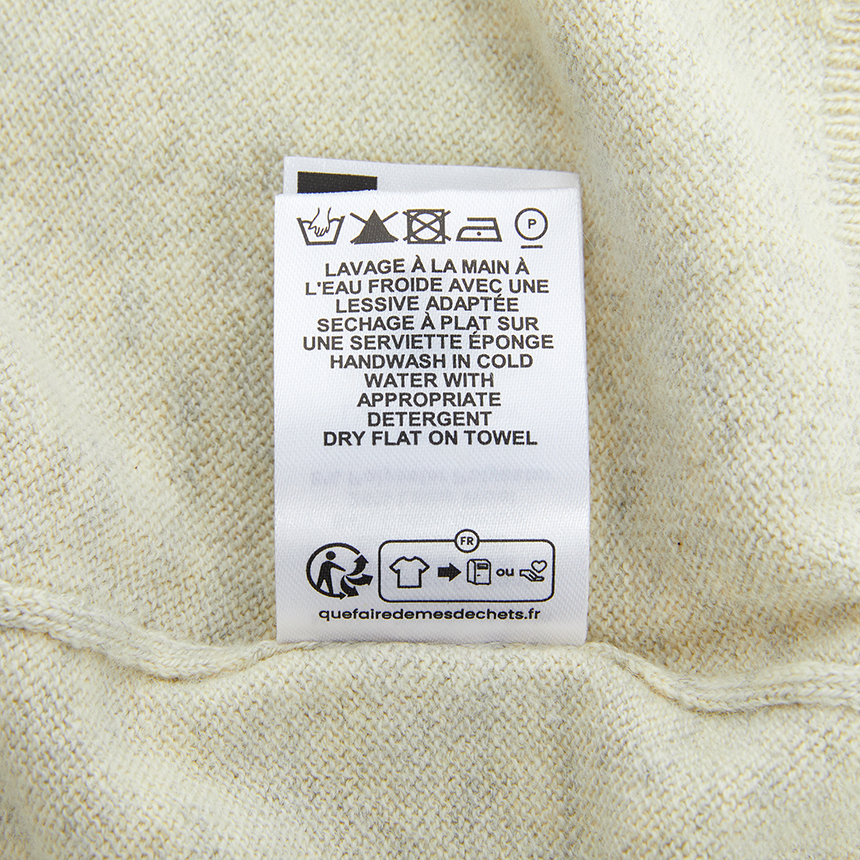 P
LAVAGE À LA MAIN À
L'EAU FROIDE AVEC UNE
LESSIVE ADAPTÉE
SECHAGE À PLAT SUR
UNE SERVIETTE ÉPONGE
HANDWASH IN COLD
WATER WITH
APPROPRIATE
DETERGENT
DRY FLAT ON TOWEL
FR
ou
quefairedemesdechets.fr